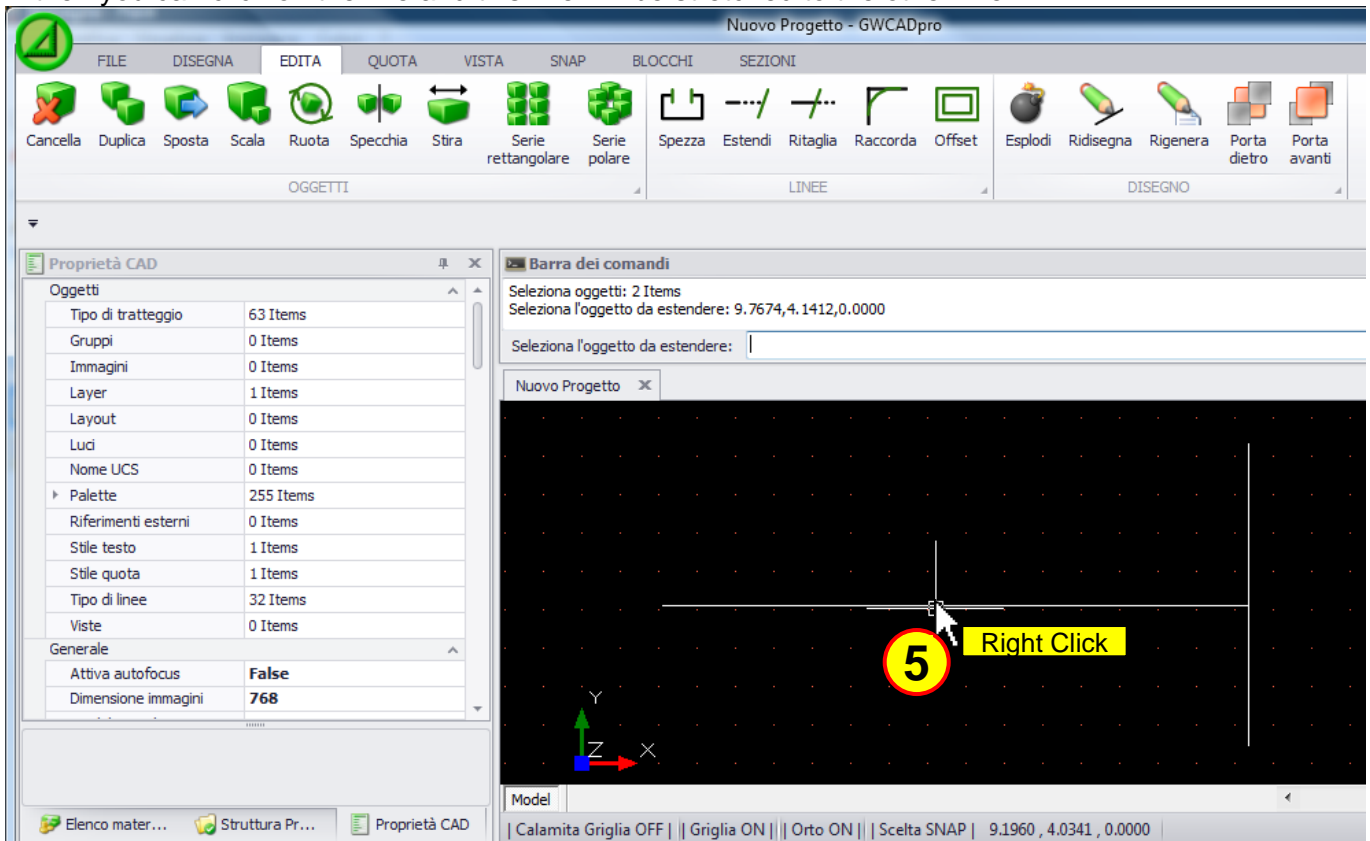 Nuovo Progetto - GWCADpro
FILE DISEGNA EDITA QUOTA VISTA SNAP BLOCCHI SEZIONI
Cancella Duplica Sposta Scala Ruota Specchia Stira Serie rettangolare Serie polare Spezza Estendi Ritaglia Raccorda Offset Esplodi Ridisegna Rigenera Porta dietro Porta avanti
OGGETTI LINEE DISEGNO
Proprietà CAD
Oggetti
Tipo di tratteggio 63 Items
Gruppi 0 Items
Immagini 0 Items
Layer 1 Items
Layout 0 Items
Luci 0 Items
Nome UCS 0 Items
Palette 255 Items
Riferimenti esterni 0 Items
Stile testo 1 Items
Stile quota 1 Items
Tipo di linee 32 Items
Viste 0 Items
Generale
Attiva autofocus False
Dimensione immagini 768
Elenco mater... Struttura Pr... Proprietà CAD
Barra dei comandi
Seleziona oggetti: 2 Items
Seleziona l'oggetto da estendere: 9.7674,4.1412,0.0000
Seleziona l'oggetto da estendere:
Nuovo Progetto
5 Right Click
Y
Z X
Model
| Calamita Griglia OFF | | Griglia ON | | Orto ON | | Scelta SNAP | 9.1960 , 4.0341 , 0.0000